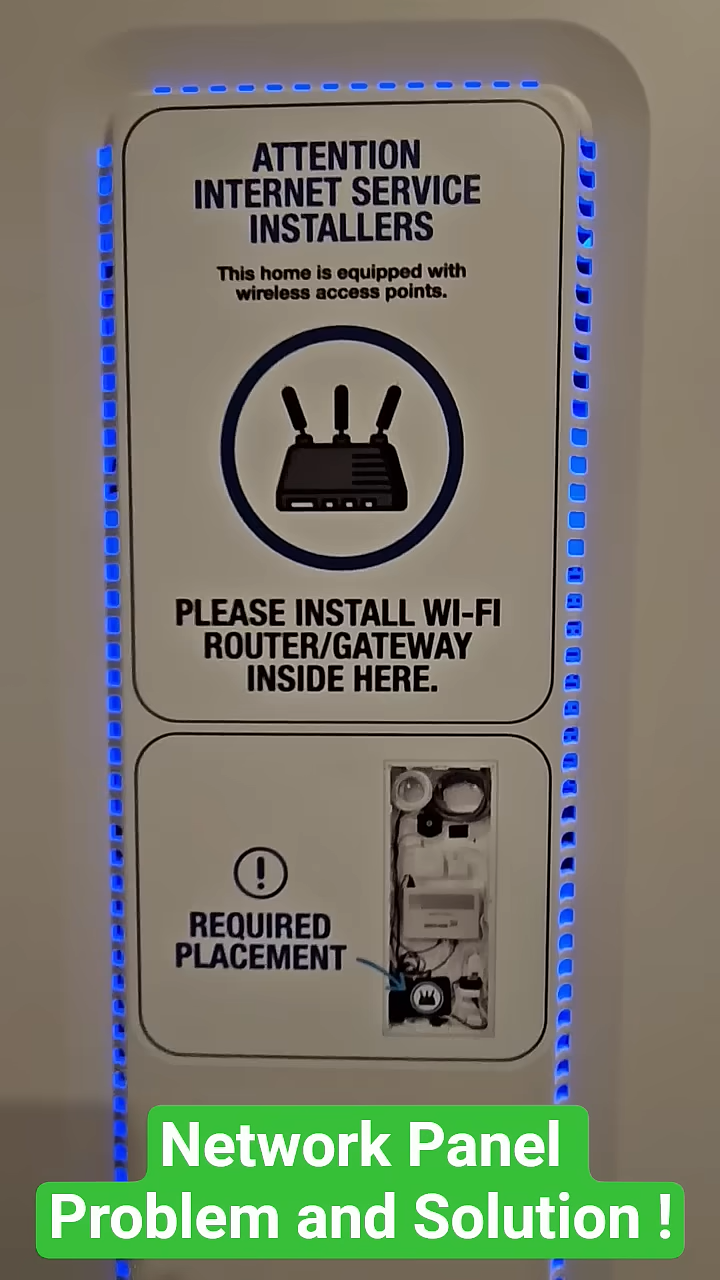 ATTENTION
INTERNET SERVICE
INSTALLERS
This home is equipped with
wireless access points.
PLEASE INSTALL WI-FI
ROUTER/GATEWAY
INSIDE HERE.
!
REQUIRED
PLACEMENT
Network Panel
Problem and Solution !